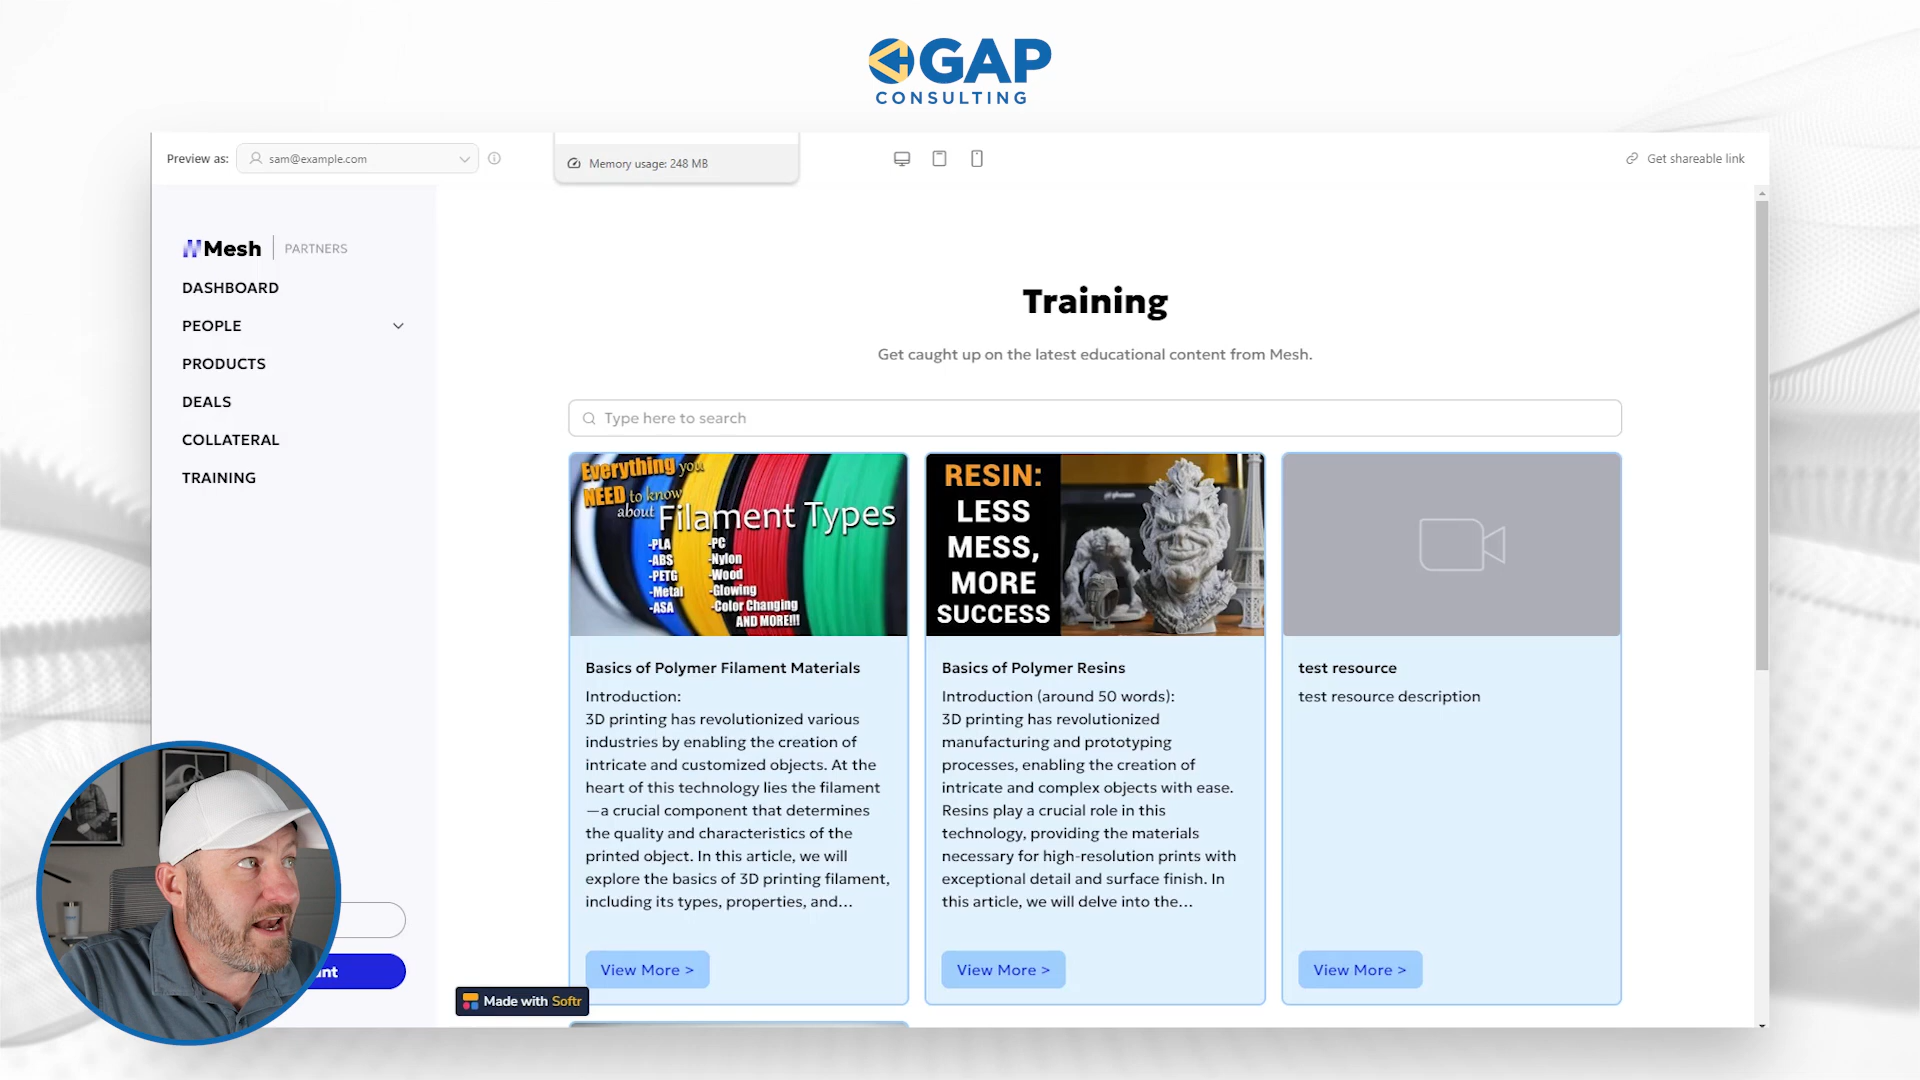 GAP
CONSULTING
Preview as:
sam@example.com
Memory usage: 248 MB
Get shareable link
Mesh
PARTNERS
DASHBOARD
PEOPLE
PRODUCTS
DEALS
COLLATERAL
TRAINING
Training
Get caught up on the latest educational content from Mesh.
Type here to search
Everything you
NEED to know
about Filament Types
-PLA
-ABS
-PETG
-Metal
-ASA
-PC
-Nylon
-Wood
-Glowing
-Color Changing
AND MORE!!!
Basics of Polymer Filament Materials
Introduction:
3D printing has revolutionized various
industries by enabling the creation of
intricate and customized objects. At the
heart of this technology lies the filament
—a crucial component that determines
the quality and characteristics of the
printed object. In this article, we will
explore the basics of 3D printing filament,
including its types, properties, and...
View More >
RESIN:
LESS
MESS,
MORE
SUCCESS
Basics of Polymer Resins
Introduction (around 50 words):
3D printing has revolutionized
manufacturing and prototyping
processes, enabling the creation of
intricate and complex objects with ease.
Resins play a crucial role in this
technology, providing the materials
necessary for high-resolution prints with
exceptional detail and surface finish. In
this article, we will delve into the...
View More >
test resource
test resource description
View More >
Made with Softr